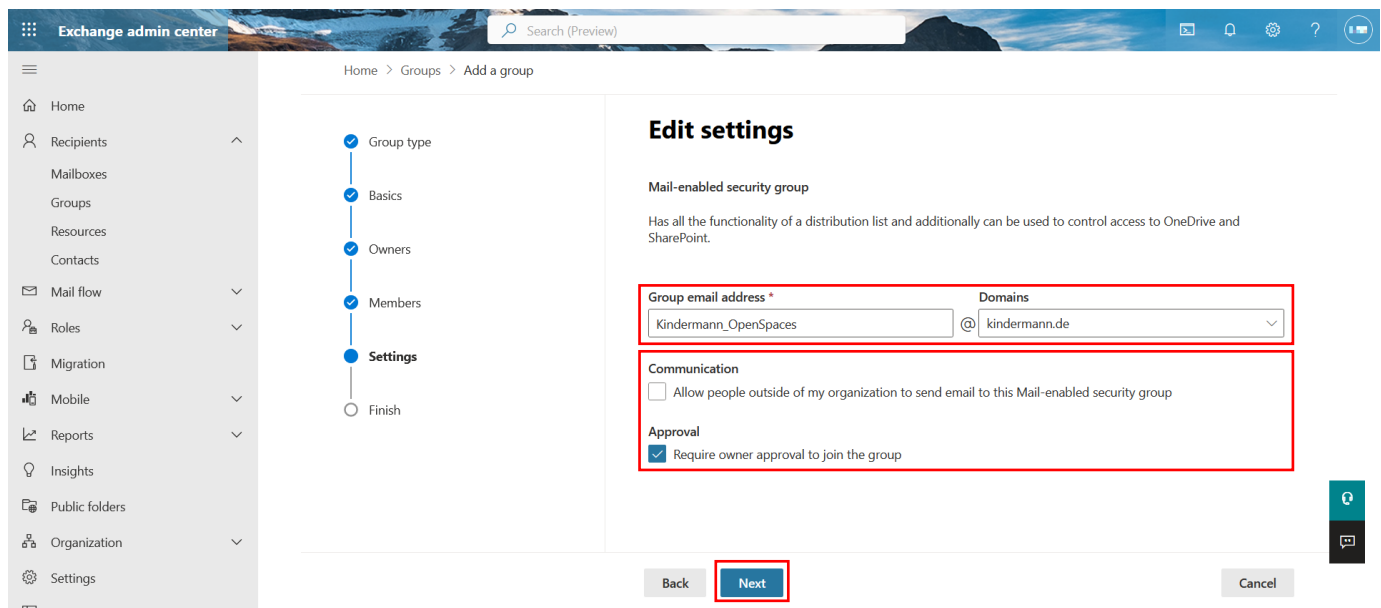 Exchange admin center
Search (Preview)
Home > Groups > Add a group
Home
Recipients
Mailboxes
Groups
Resources
Contacts
Mail flow
Roles
Migration
Mobile
Reports
Insights
Public folders
Organization
Settings
Group type
Basics
Owners
Members
Settings
Finish
Edit settings
Mail-enabled security group
Has all the functionality of a distribution list and additionally can be used to control access to OneDrive and
SharePoint.
Group email address * Domains
Kindermann_OpenSpaces @ kindermann.de
Communication
Allow people outside of my organization to send email to this Mail-enabled security group
Approval
Require owner approval to join the group
Back Next Cancel